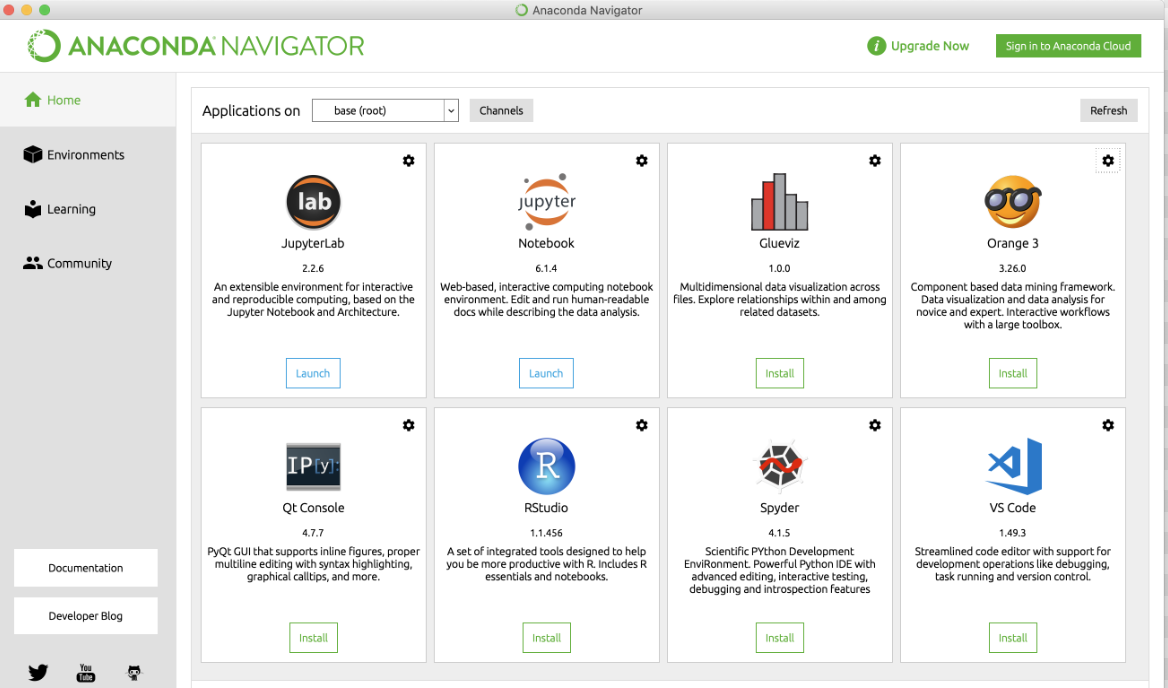 Anaconda Navigator
ANACONDA NAVIGATOR
i Upgrade Now
Sign in to Anaconda Cloud
Home
Environments
Learning
Community
Documentation
Developer Blog
You
Tube
Applications on
base (root)
Channels
Refresh
lab
JupyterLab
2.2.6
An extensible environment for interactive
and reproducible computing, based on the
Jupyter Notebook and Architecture.
Launch
jupyter
Notebook
6.1.4
Web-based, interactive computing notebook
environment. Edit and run human-readable
docs while describing the data analysis.
Launch
Glueviz
1.0.0
Multidimensional data visualization across
files. Explore relationships within and among
related datasets.
Install
Orange 3
3.26.0
Component based data mining framework.
Data visualization and data analysis for
novice and expert. Interactive workflows
with a large toolbox.
Install
IP[y]:
Qt Console
4.7.7
PyQt GUI that supports inline figures, proper
multiline editing with syntax highlighting,
graphical calltips, and more.
Install
R
RStudio
1.1.456
A set of integrated tools designed to help
you be more productive with R. Includes R
essentials and notebooks.
Install
Spyder
4.1.5
Scientific PYthon Development
EnviRonment. Powerful Python IDE with
advanced editing, interactive testing,
debugging and introspection features
Install
VS Code
1.49.3
Streamlined code editor with support for
development operations like debugging,
task running and version control.
Install